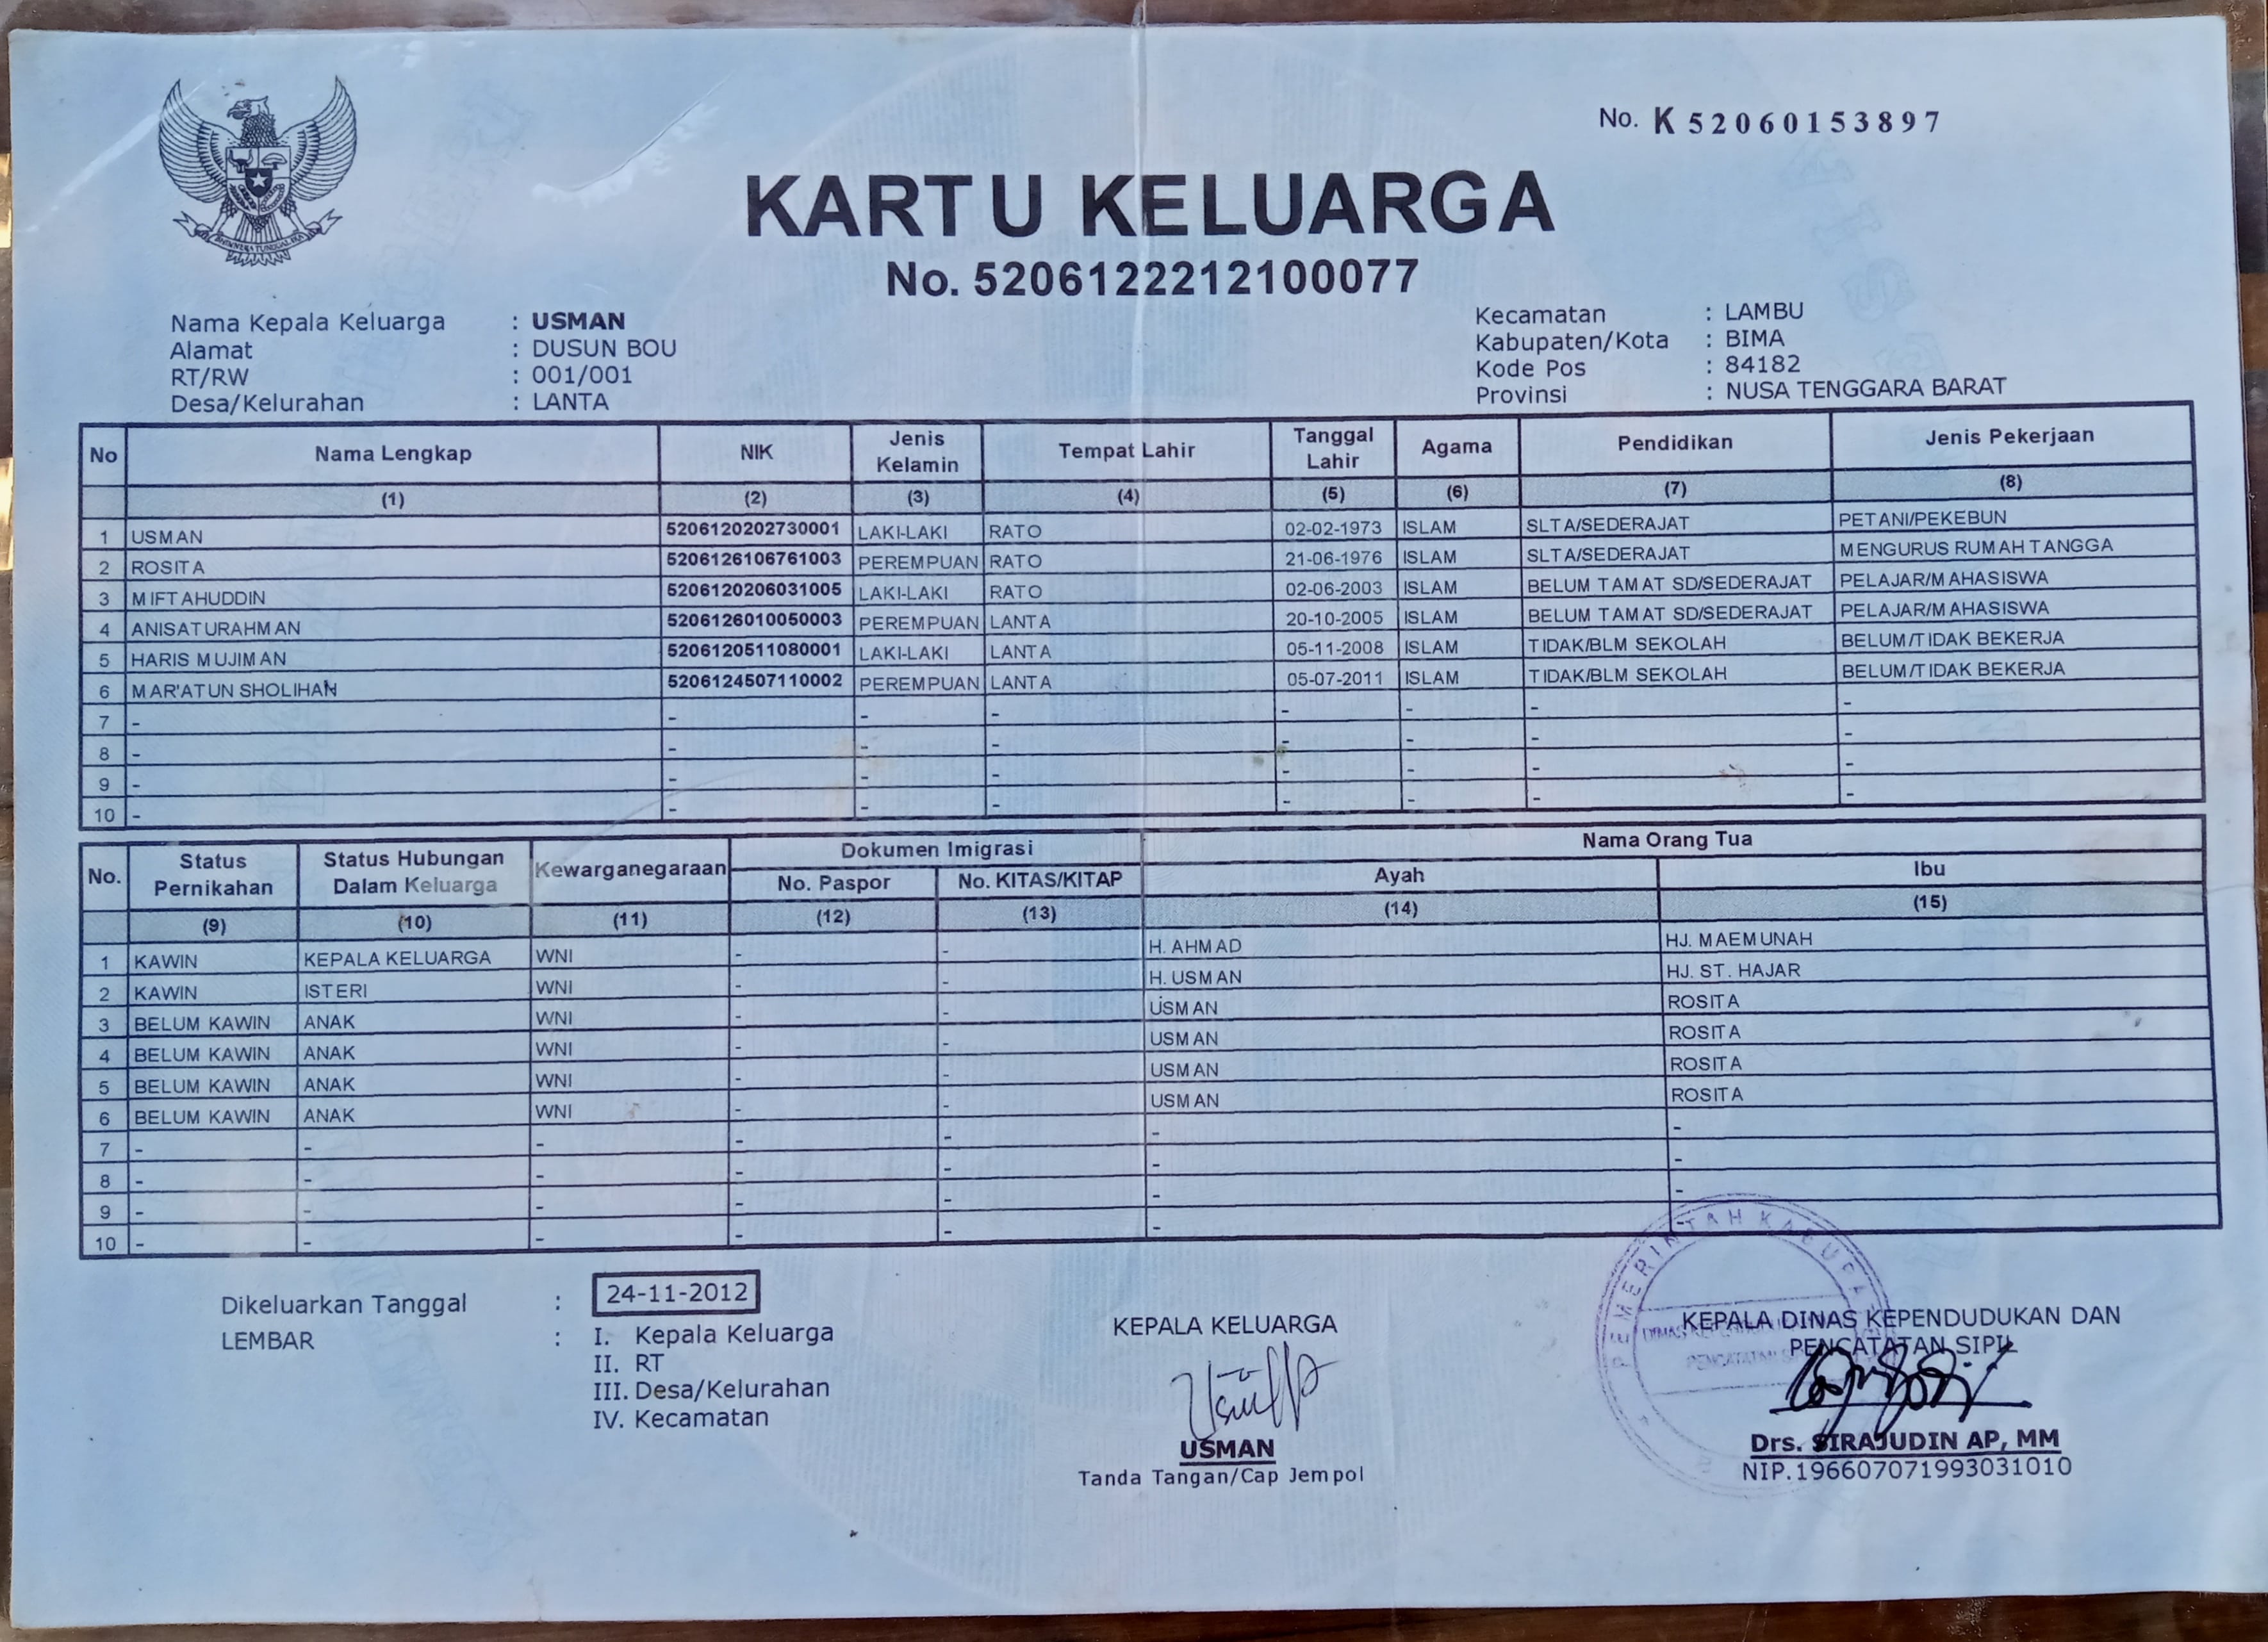 No. K 52060153897
KARTU KELUARGA
No. 5206122212100077
Nama Kepala Keluarga : USMAN
Alamat : DUSUN BOU
RT/RW : 001/001
Desa/Kelurahan : LANTA
Kecamatan : LAMBU
Kabupaten/Kota : BIMA
Kode Pos : 84182
Provinsi : NUSA TENGGARA BARAT
No Nama Lengkap NIK Jenis Kelamin Tempat Lahir Tanggal Lahir Agama Pendidikan Jenis Pekerjaan
(1) (2) (3) (4) (5) (6) (7) (8)
1 USMAN 5206120202730001 LAKI-LAKI RATO 02-02-1973 ISLAM SLTA/SEDERAJAT PETANI/PEKEBUN
2 ROSITA 5206126106761003 PEREMPUAN RATO 21-06-1976 ISLAM SLTA/SEDERAJAT MENGURUS RUMAH TANGGA
3 MIFTAHUDDIN 5206120206031005 LAKI-LAKI RATO 02-06-2003 ISLAM BELUM TAMAT SD/SEDERAJAT PELAJAR/MAHASISWA
4 ANISATURAHMAN 5206126010050003 PEREMPUAN LANTA 20-10-2005 ISLAM BELUM TAMAT SD/SEDERAJAT PELAJAR/MAHASISWA
5 HARIS MUJIMAN 5206120511080001 LAKI-LAKI LANTA 05-11-2008 ISLAM TIDAK/BLM SEKOLAH BELUM/TIDAK BEKERJA
6 MAR'ATUN SHOLIHAN 5206124507110002 PEREMPUAN LANTA 05-07-2011 ISLAM TIDAK/BLM SEKOLAH BELUM/TIDAK BEKERJA
7 - - - - - - - -
8 - - - - - - - -
9 - - - - - - - -
10 - - - - - - - -
No. Status Pernikahan Status Hubungan Dalam Keluarga Kewarganegaraan Dokumen Imigrasi Nama Orang Tua
No. Paspor No. KITAS/KITAP Ayah Ibu
(9) (10) (11) (12) (13) (14) (15)
1 KAWIN KEPALA KELUARGA WNI - - H. AHMAD HJ. MAEMUNAH
2 KAWIN ISTERI WNI - - H. USMAN HJ. ST. HAJAR
3 BELUM KAWIN ANAK WNI - - USMAN ROSITA
4 BELUM KAWIN ANAK WNI - - USMAN ROSITA
5 BELUM KAWIN ANAK WNI - - USMAN ROSITA
6 BELUM KAWIN ANAK WNI - - USMAN ROSITA
7 - - - - - - -
8 - - - - - - -
9 - - - - - - -
10 - - - - - - -
Dikeluarkan Tanggal : 24-11-2012
LEMBAR : I. Kepala Keluarga
II. RT
III. Desa/Kelurahan
IV. Kecamatan
KEPALA KELUARGA
USMAN
Tanda Tangan/Cap Jempol
PEMERINTAH KABUPA
KEPALA DINAS KEPENDUDUKAN DAN
PENCATATAN SIPIL
Drs. SIRAJUDIN AP, MM
NIP.196607071993031010